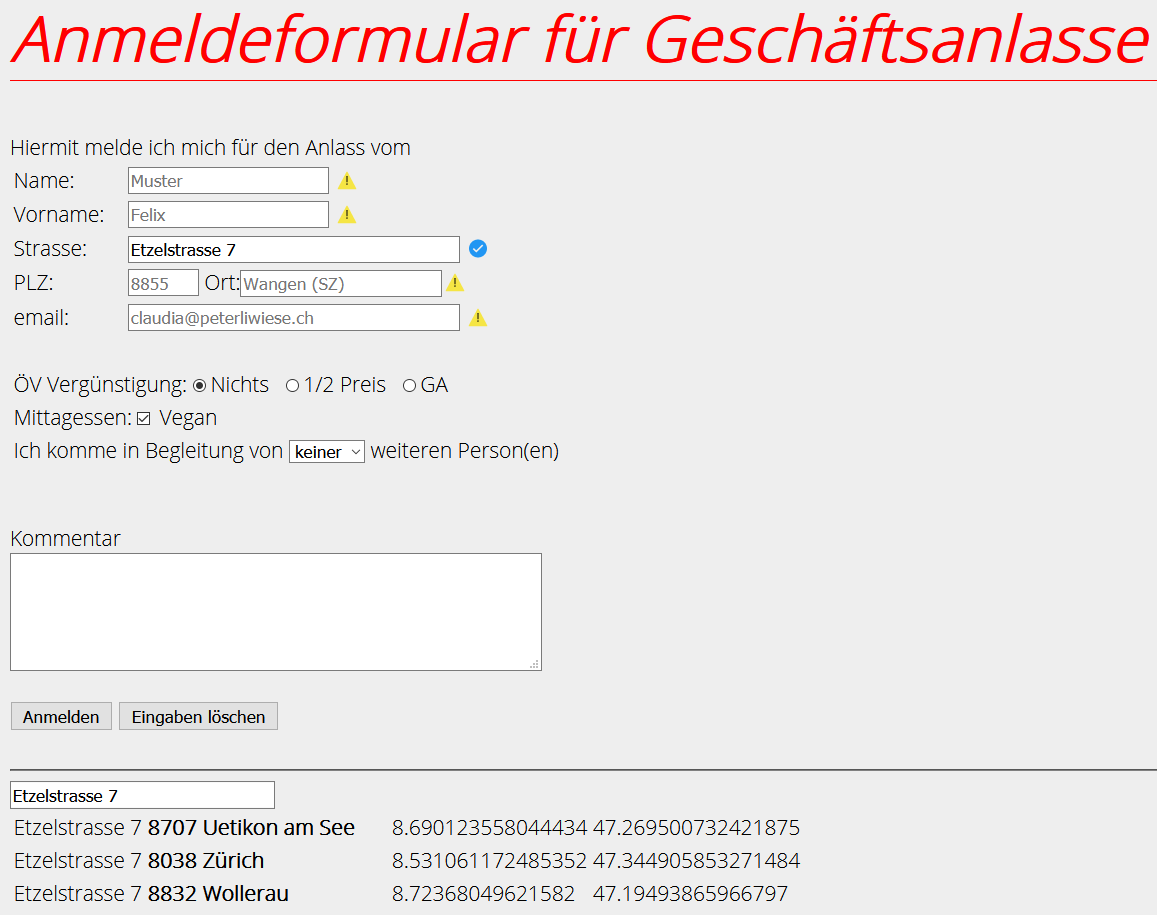 Anmeldeformular für Geschäftsanlasse
Hiermit melde ich mich für den Anlass vom
Name: Muster
Vorname: Felix
Strasse: Etzelstrasse 7
PLZ: 8855 Ort: Wangen (SZ)
email: claudia@peterliwiese.ch
ÖV Vergünstigung: Nichts 1/2 Preis GA
Mittagessen: Vegan
Ich komme in Begleitung von keiner weiteren Person(en)
Kommentar
Anmelden Eingaben löschen
Etzelstrasse 7
Etzelstrasse 7 8707 Uetikon am See 8.690123558044434 47.269500732421875
Etzelstrasse 7 8038 Zürich 8.531061172485352 47.344905853271484
Etzelstrasse 7 8832 Wollerau 8.72368049621582 47.19493865966797